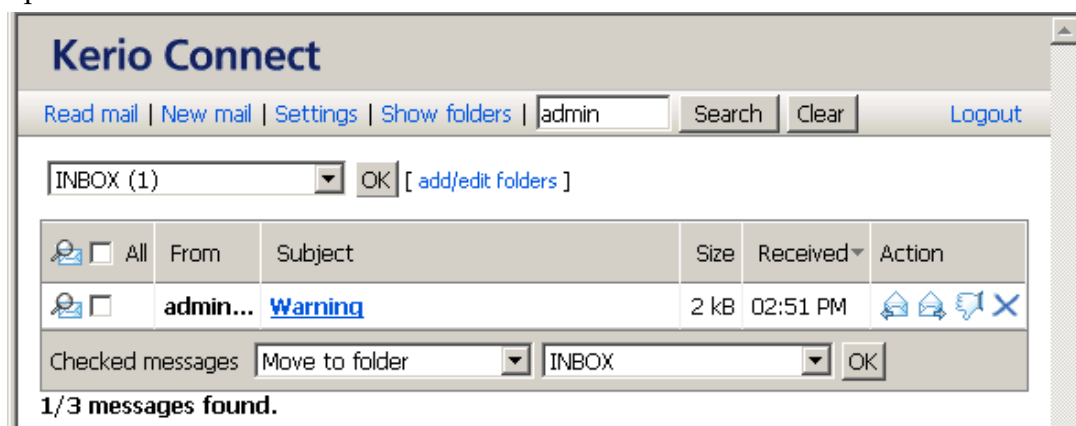 Kerio Connect
Read mail | New mail | Settings | Show folders | admin Search Clear Logout
INBOX (1) OK [ add/edit folders ]
All From Subject Size Received Action
admin... Warning 2 kB 02:51 PM
Checked messages Move to folder INBOX OK
1/3 messages found.